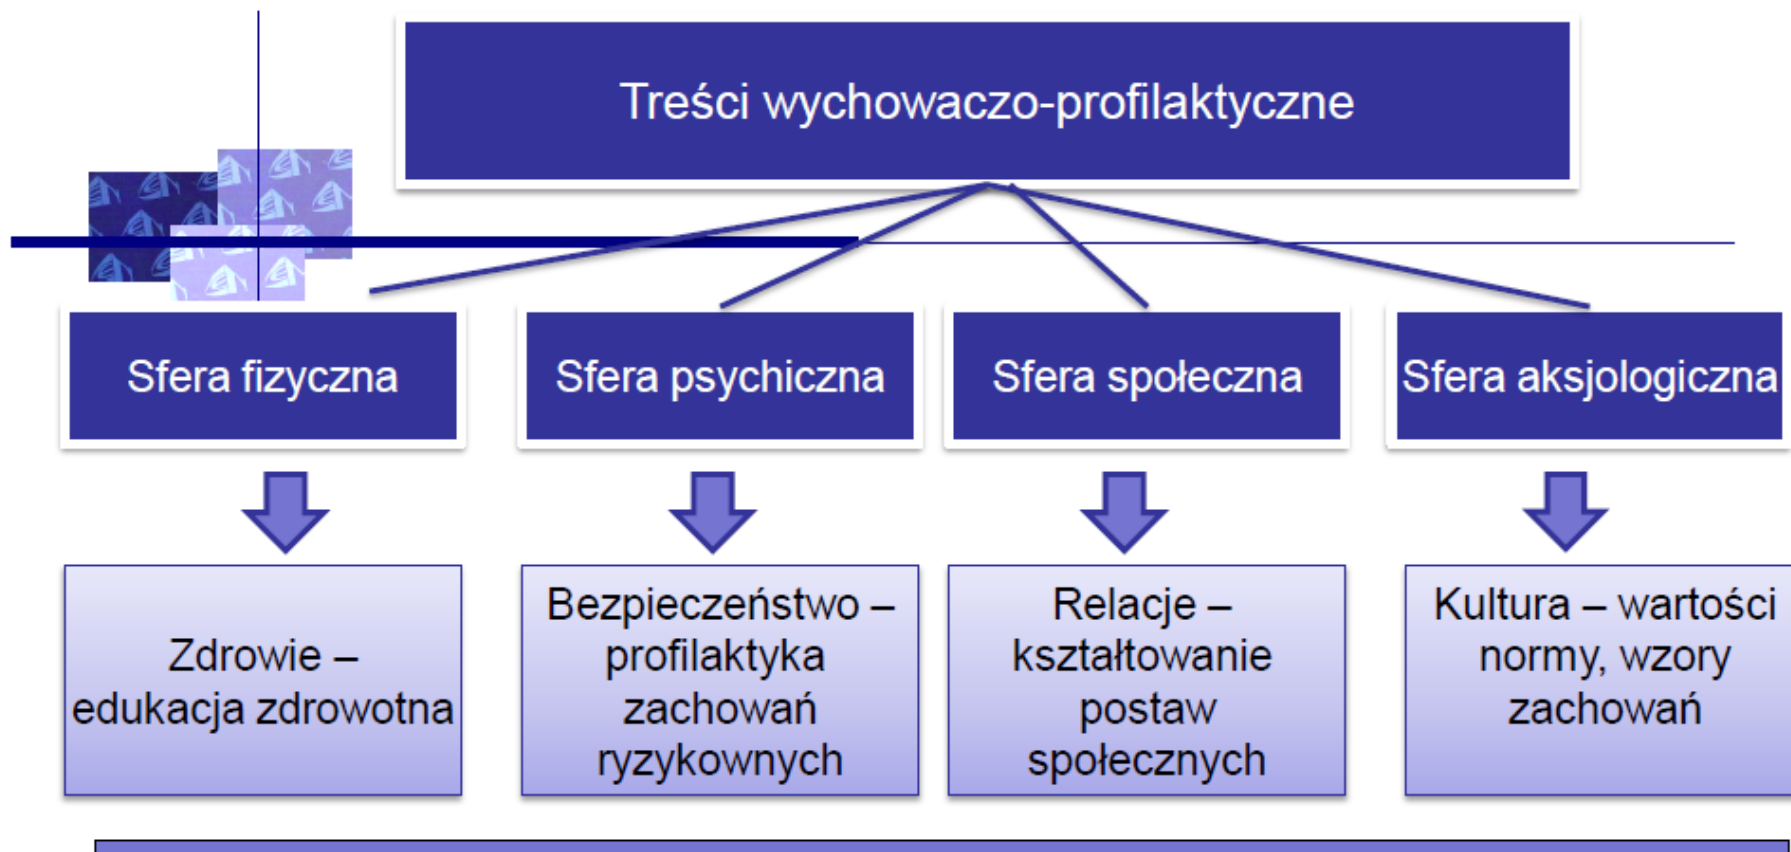 Treści wychowaczo-profilaktyczne
Sfera fizyczna
Sfera psychiczna
Sfera społeczna
Sfera aksjologiczna
Zdrowie –
edukacja zdrowotna
Bezpieczeństwo –
profilaktyka
zachowań
ryzykownych
Relacje –
kształtowanie
postaw
społecznych
Kultura – wartości
normy, wzory
zachowań